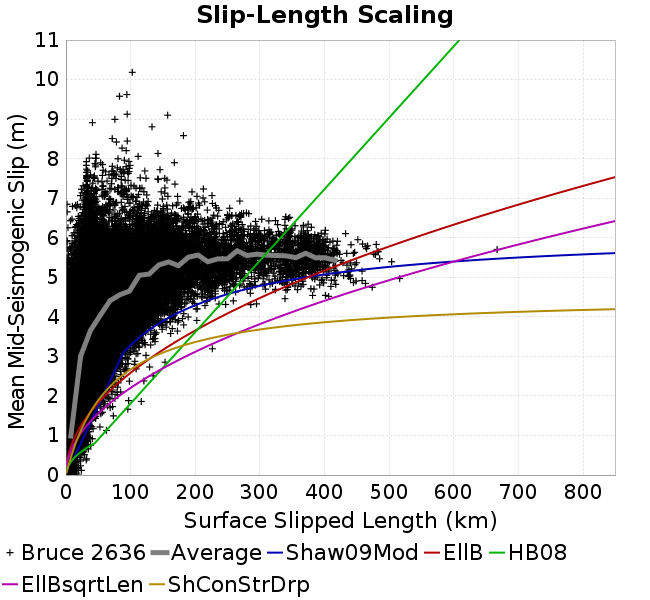 Slip-Length Scaling
Mean Mid-Seismogenic Slip (m)
11
10
9
8
7
6
5
4
3
2
1
0
0 100 200 300 400 500 600 700 800
Surface Slipped Length (km)
Bruce 2636 Average Shaw09Mod EllB HB08
EllBsqrtLen ShConStrDrp